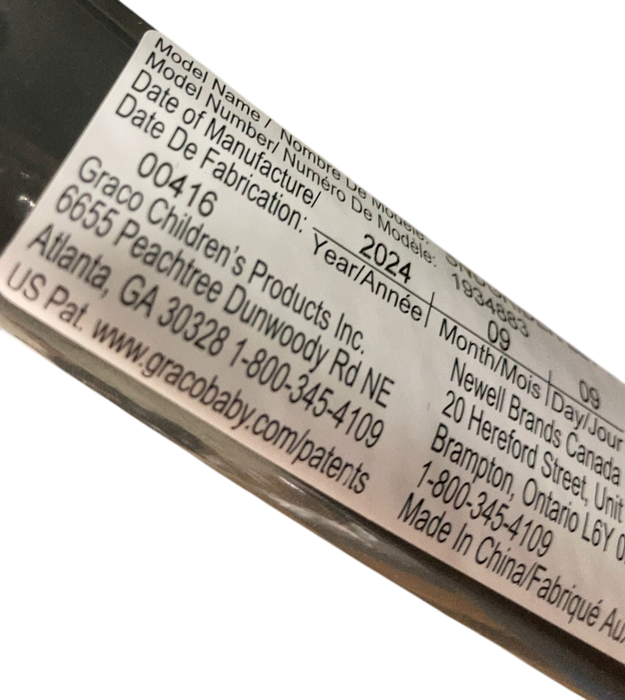 Model Name / Nombre De Modèle:
Model Number/ Numéro De Modèle: 1934883
Date of Manufacture/
Date De Fabrication: 2024 09 09
Year/Année Month/Mois Day/Jour
00416
Graco Children's Products Inc.
6655 Peachtree Dunwoody Rd NE
Atlanta, GA 30328 1-800-345-4109
US Pat. www.gracobaby.com/patents
Newell Brands Canada
20 Hereford Street, Unit
Brampton, Ontario L6Y
1-800-345-4109
Made In China/Fabriqué